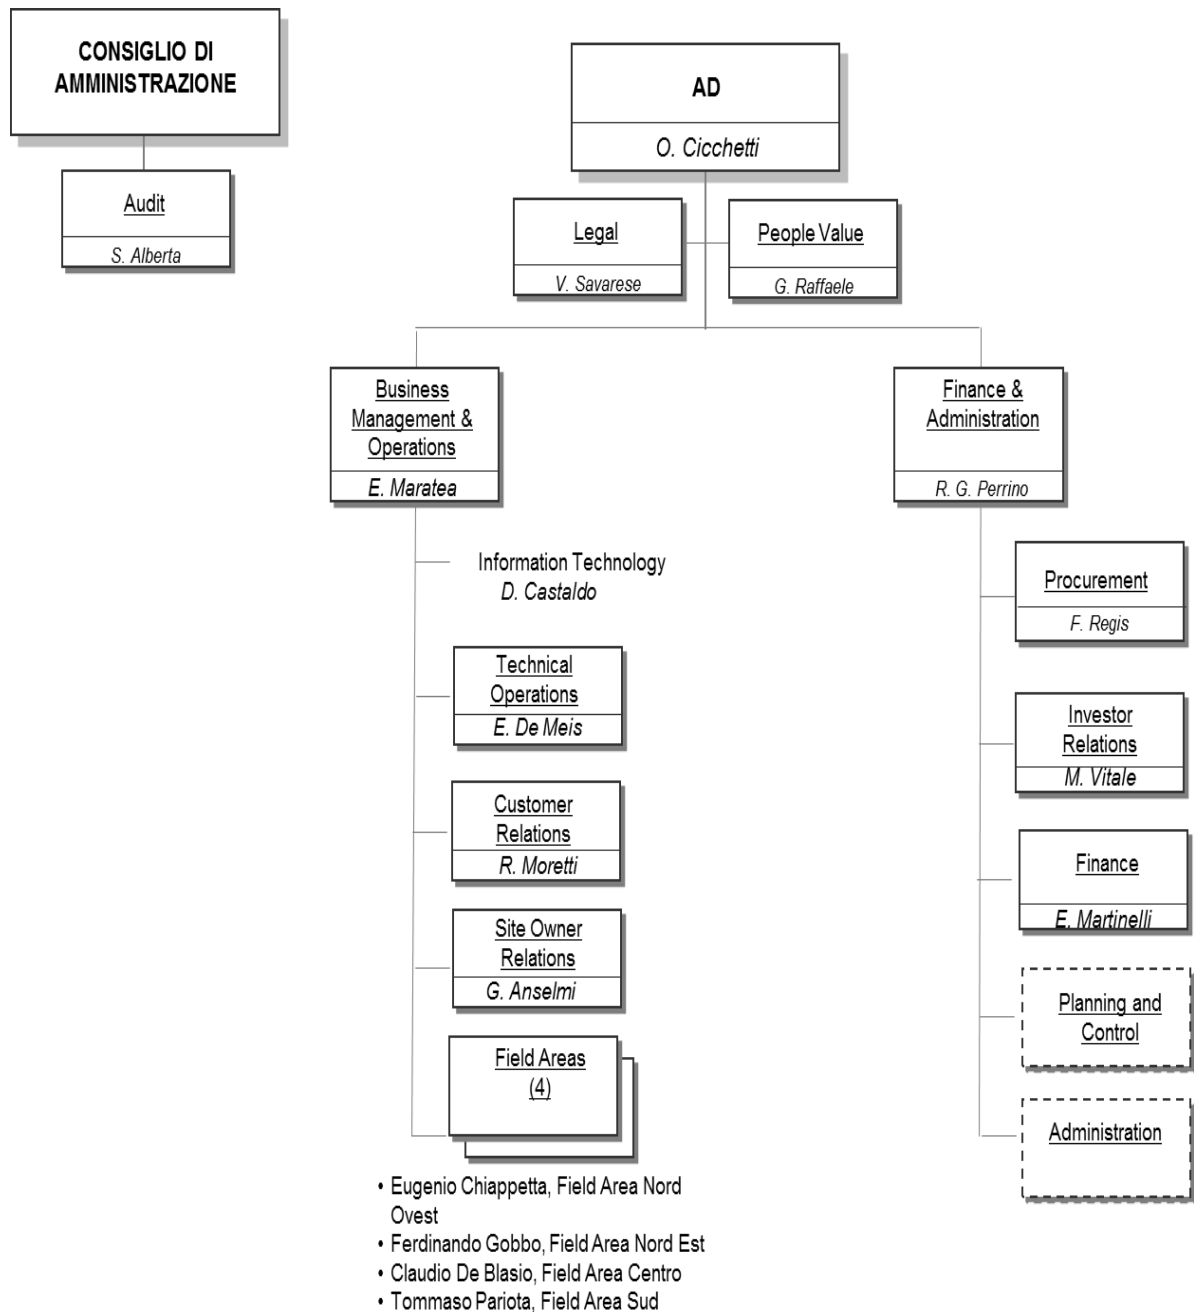 CONSIGLIO DI
AMMINISTRAZIONE
Audit
S. Alberta
AD
O. Cicchetti
Legal
V. Savarese
People Value
G. Raffaele
Business
Management &
Operations
E. Maratea
Information Technology
D. Castaldo
Technical
Operations
E. De Meis
Customer
Relations
R. Moretti
Site Owner
Relations
G. Anselmi
Field Areas
(4)
• Eugenio Chiappetta, Field Area Nord
Ovest
• Ferdinando Gobbo, Field Area Nord Est
• Claudio De Blasio, Field Area Centro
• Tommaso Pariota, Field Area Sud
Finance &
Administration
R. G. Perrino
Procurement
F. Regis
Investor
Relations
M. Vitale
Finance
E. Martinelli
Planning and
Control
Administration